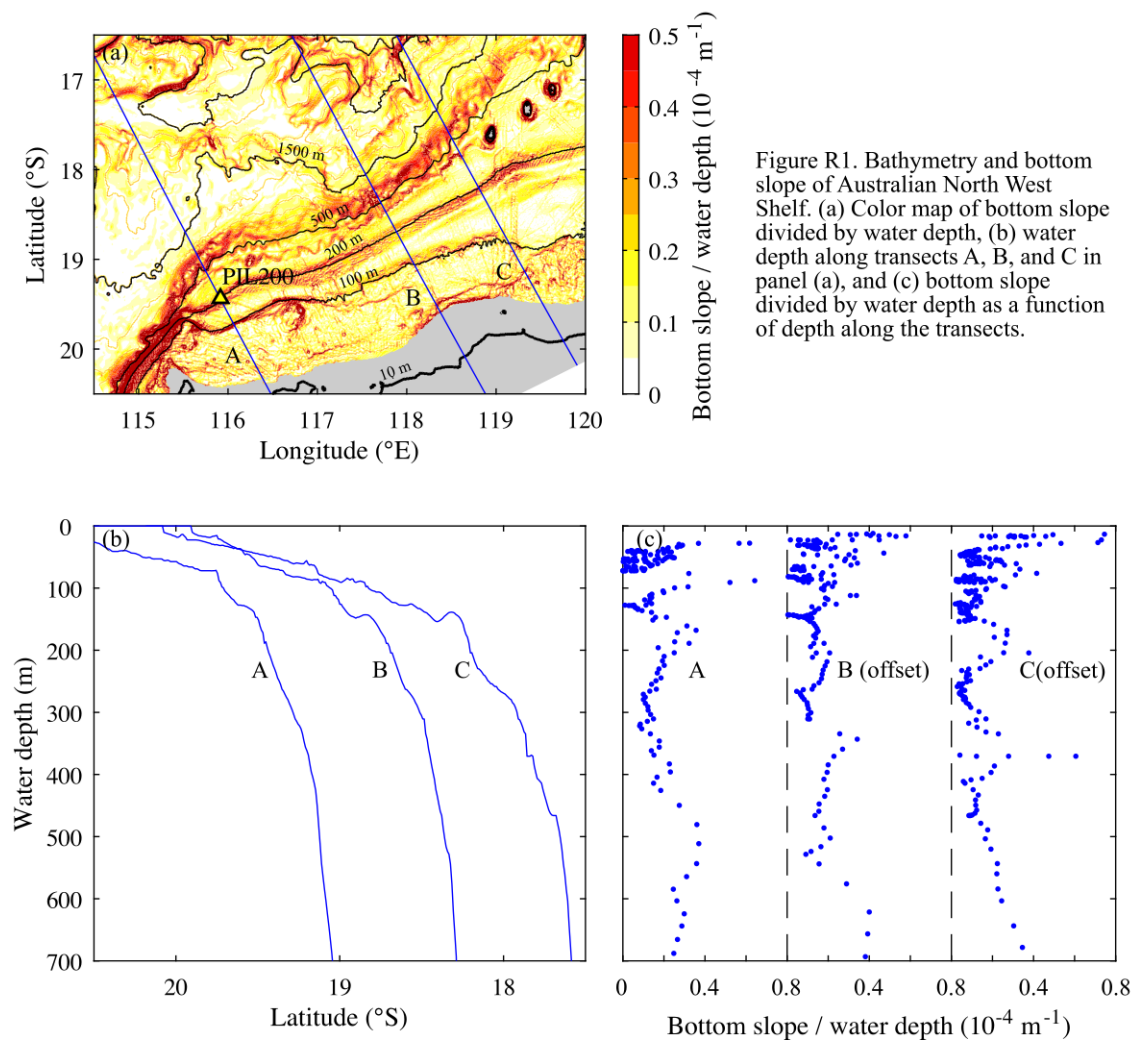 (a)
17
18
19
20
Latitude (°S)
1500 m
500 m
200 m
100 m
10 m
PIL200
A
B
C
115
116
117
118
119
120
Longitude (°E)
0.5
0.4
0.3
0.2
0.1
0
Bottom slope / water depth (10⁻⁴ m⁻¹)
Figure R1. Bathymetry and bottom
slope of Australian North West
Shelf. (a) Color map of bottom slope
divided by water depth, (b) water
depth along transects A, B, and C in
panel (a), and (c) bottom slope
divided by water depth as a function
of depth along the transects.
(b)
0
100
200
300
400
500
600
700
Water depth (m)
A
B
C
20
19
18
Latitude (°S)
(c)
A
B (offset)
C(offset)
0
0.4
0.8
0.4
0.8
0.4
0.8
Bottom slope / water depth (10⁻⁴ m⁻¹)